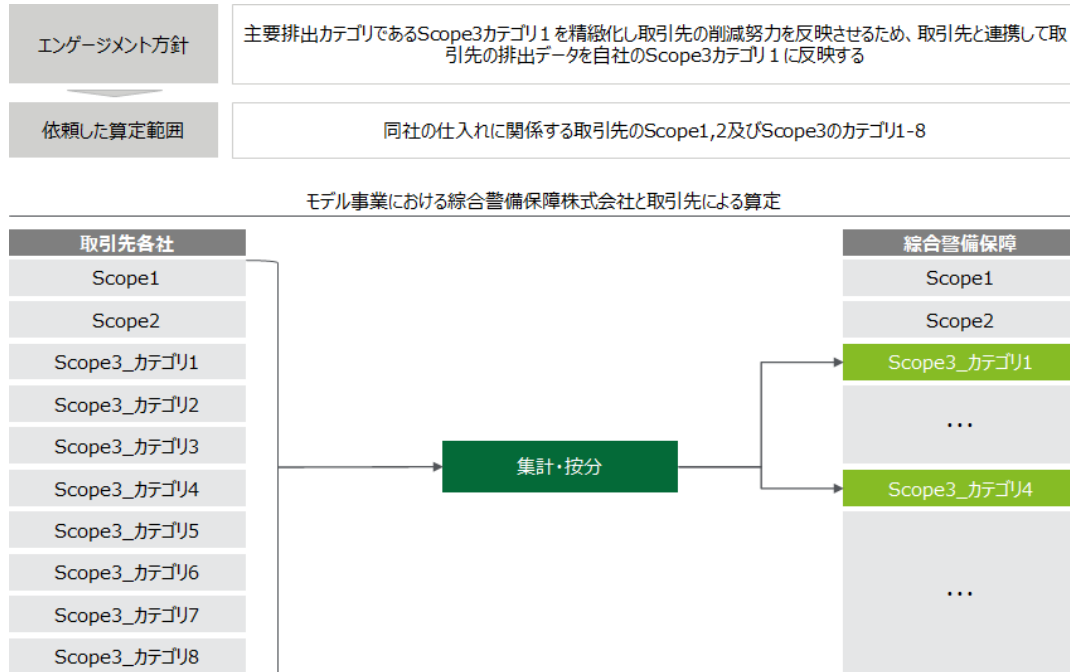 エンゲージメント方針
主要排出カテゴリであるScope3カテゴリ1を精緻化し取引先の削減努力を反映させるため、取引先と連携して取
引先の排出データを自社のScope3カテゴリ1に反映する
依頼した算定範囲
同社の仕入れに関係する取引先のScope1,2及びScope3のカテゴリ1-8
モデル事業における綜合警備保障株式会社と取引先による算定
取引先各社
Scope1
Scope2
Scope3_カテゴリ1
Scope3_カテゴリ2
Scope3_カテゴリ3
Scope3_カテゴリ4
Scope3_カテゴリ5
Scope3_カテゴリ6
Scope3_カテゴリ7
Scope3_カテゴリ8
集計・按分
綜合警備保障
Scope1
Scope2
Scope3_カテゴリ1
...
Scope3_カテゴリ4
...